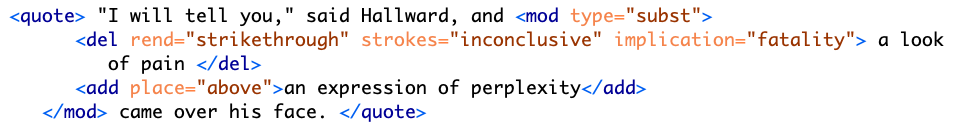 <quote> "I will tell you," said Hallward, and <mod type="subst">
<del rend="strikethrough" strokes="inconclusive" implication="fatality"> a look
of pain </del>
<add place="above">an expression of perplexity</add>
</mod> came over his face. </quote>